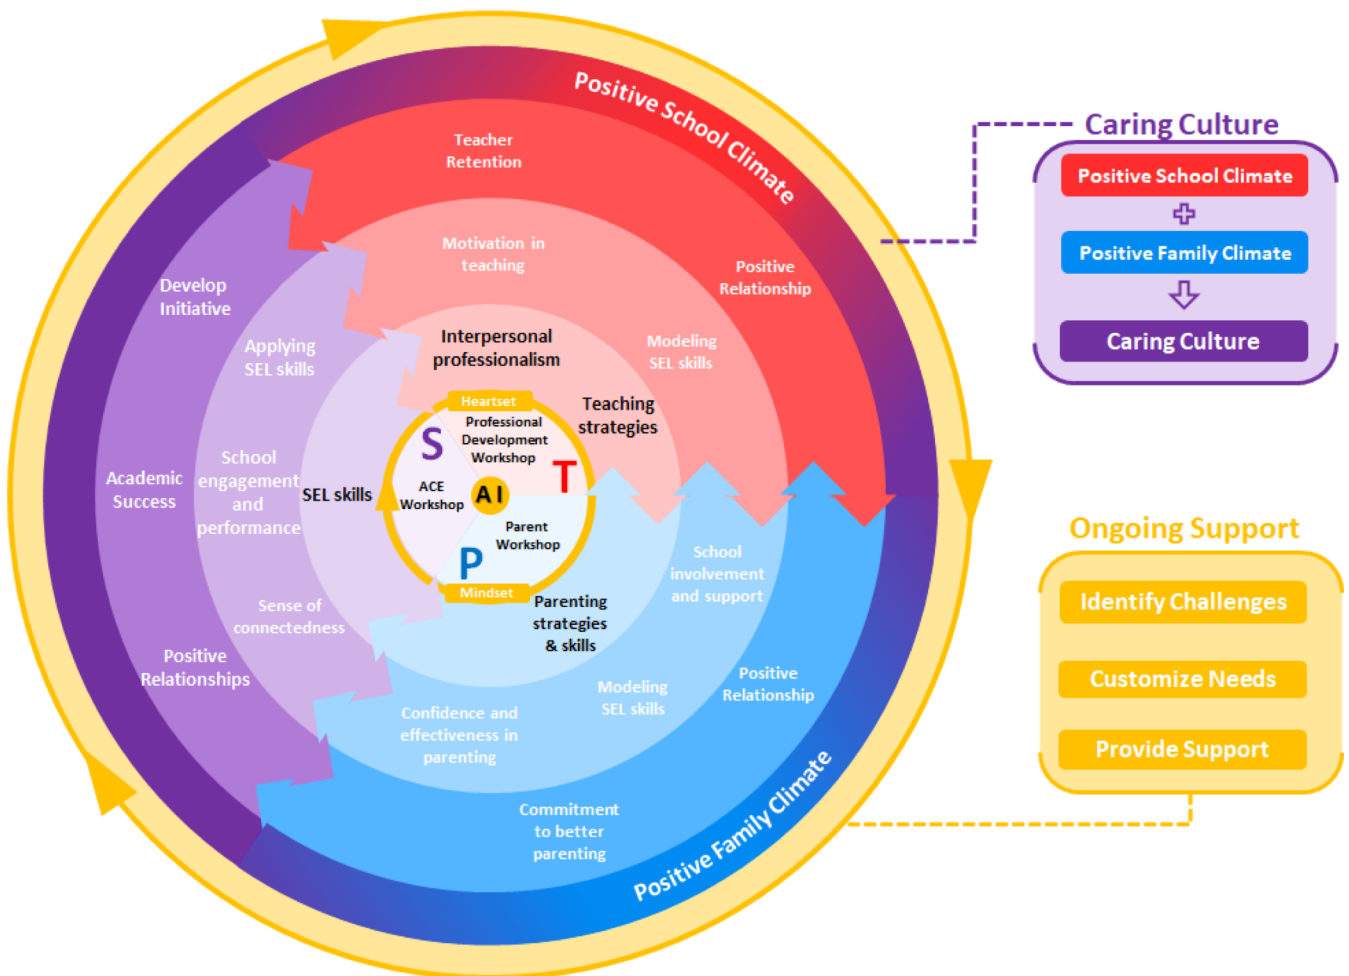 Positive School Climate
Teacher
Retention
Positive
Relationship
Motivation in
teaching
Modeling
SEL skills
Interpersonal
professionalism
Teaching
strategies
Develop
Initiative
Academic
Success
Positive
Relationships
Applying
SEL skills
School
engagement
and
performance
Sense of
connectedness
SEL skills
Heartset
Professional
Development
Workshop
S
T
ACE
Workshop
AI
Parent
Workshop
P
Mindset
Parenting
strategies
& skills
School
involvement
and support
Modeling
SEL skills
Confidence and
effectiveness in
parenting
Positive
Relationship
Commitment
to better
parenting
Positive Family Climate
Caring Culture
Positive School Climate
Positive Family Climate
Caring Culture
Ongoing Support
Identify Challenges
Customize Needs
Provide Support